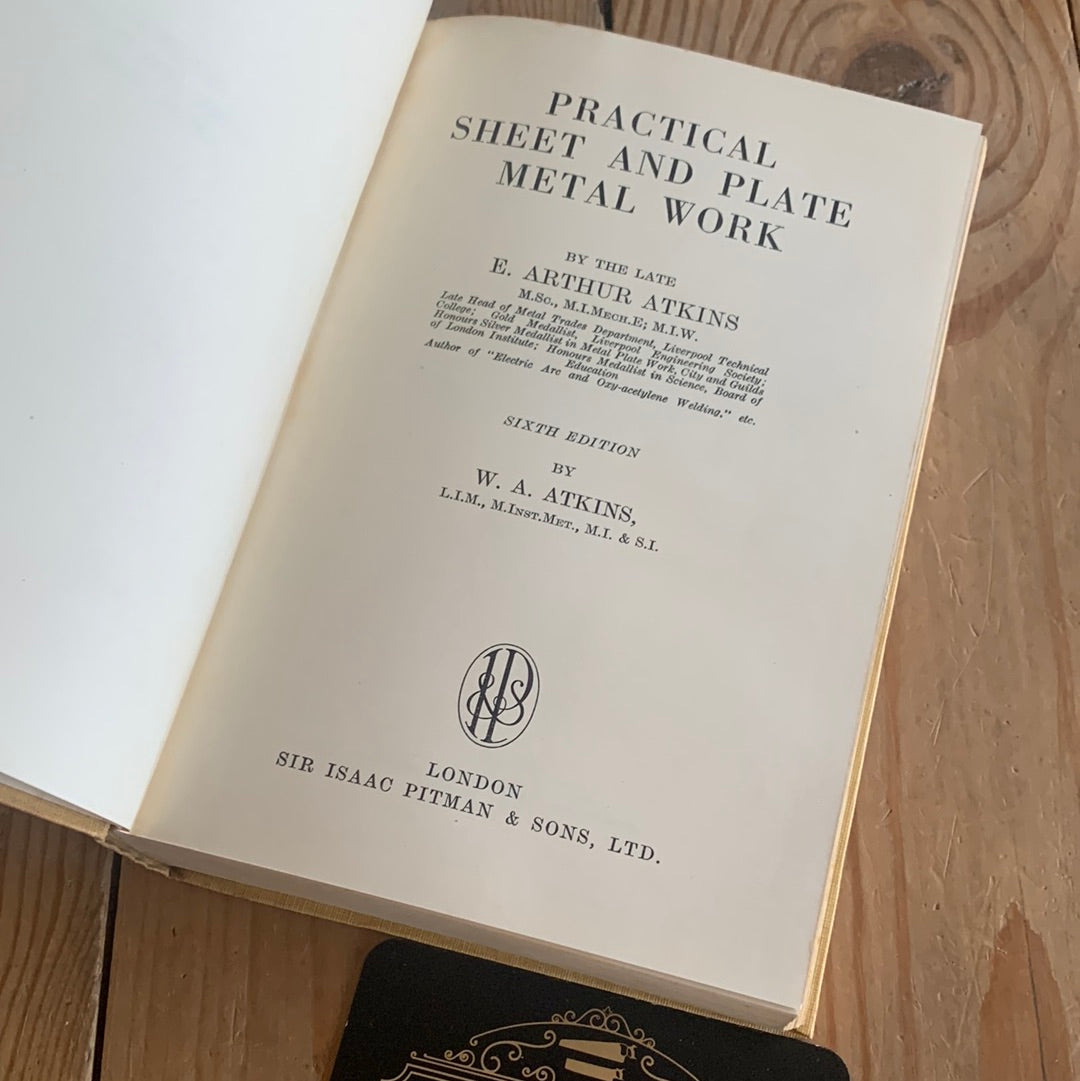 PRACTICAL
SHEET AND PLATE
METAL WORK
BY THE LATE
E. ARTHUR ATKINS
M.Sc., M.I.Mech.E; M.I.W.
Late Head of Metal Trades Department, Liverpool Technical
College; Gold Medallist, Liverpool Engineering Society;
Honours Silver Medallist in Metal Plate Work, City and Guilds
of London Institute; Honours Medallist in Science, Board of
Education
Author of "Electric Arc and Oxy-acetylene Welding." etc.
SIXTH EDITION
BY
W. A. ATKINS,
L.I.M., M.Inst.Met., M.I. & S.I.
LONDON
SIR ISAAC PITMAN & SONS, LTD.